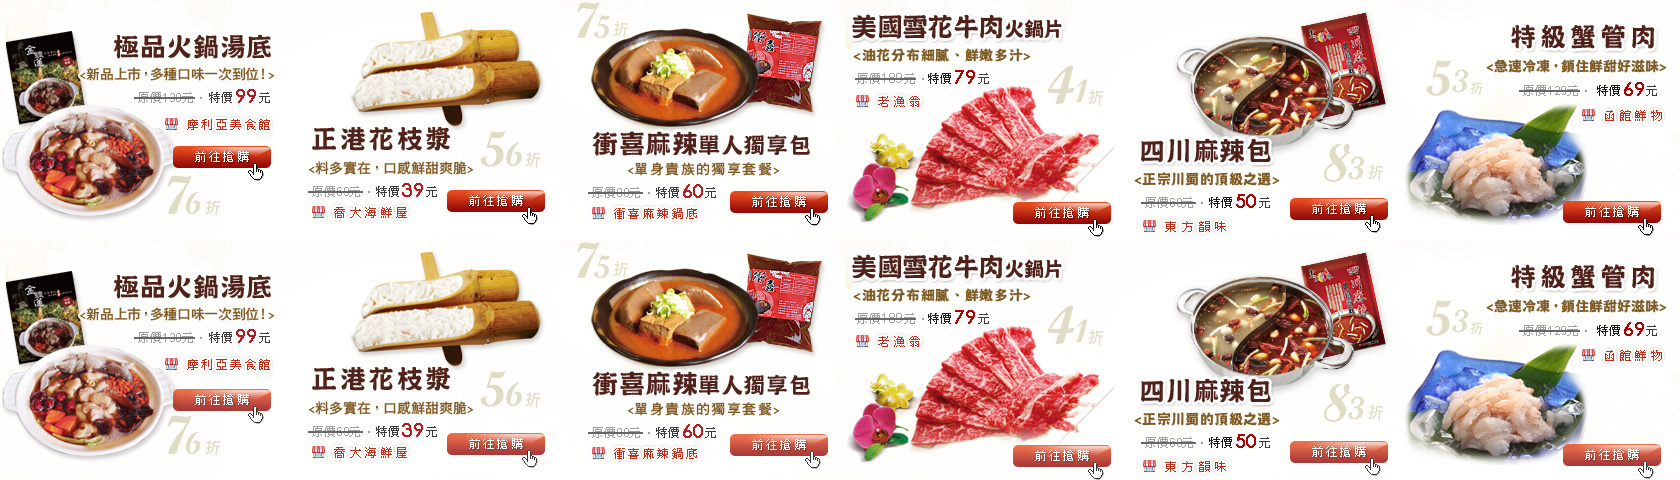 極品火鍋湯底
<新品上市，多種口味一次到位！>
原價130元．特價99元
摩利亞美食館
前往搶購
76折
正港花枝漿
<料多實在，口感鮮甜爽脆>
56折
原價69元．特價39元
前往搶購
喬大海鮮屋
75折
衝喜
衝喜麻辣單人獨享包
<單身貴族的獨享套餐>
原價80元．特價60元
前往搶購
衝喜麻辣鍋底
美國雪花牛肉火鍋片
<油花分布細膩、鮮嫩多汁>
原價189元．特價79元
41折
老漁翁
前往搶購
四川麻辣
四川麻辣包
83折
<正宗川蜀的頂級之選>
原價60元．特價50元
前往搶購
東方韻味
特級蟹管肉
<急速冷凍，鎖住鮮甜好滋味>
53折
原價129元．特價69元
函館鮮物
前往搶購
極品火鍋湯底
<新品上市，多種口味一次到位！>
原價130元．特價99元
摩利亞美食館
前往搶購
76折
正港花枝漿
<料多實在，口感鮮甜爽脆>
56折
原價69元．特價39元
前往搶購
喬大海鮮屋
75折
衝喜
衝喜麻辣單人獨享包
<單身貴族的獨享套餐>
原價80元．特價60元
前往搶購
衝喜麻辣鍋底
美國雪花牛肉火鍋片
<油花分布細膩、鮮嫩多汁>
原價189元．特價79元
41折
老漁翁
前往搶購
四川麻辣
四川麻辣包
83折
<正宗川蜀的頂級之選>
原價60元．特價50元
前往搶購
東方韻味
特級蟹管肉
<急速冷凍，鎖住鮮甜好滋味>
53折
原價129元．特價69元
函館鮮物
前往搶購